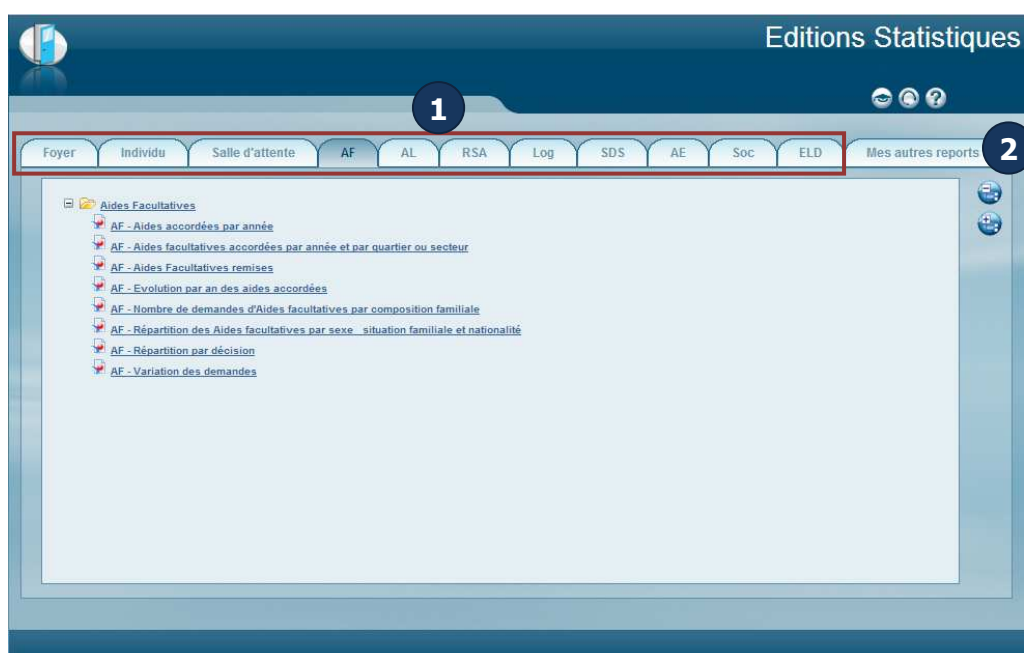 Editions Statistiques
1
Foyer Individu Salle d'attente AF AL RSA Log SDS AE Soc ELD Mes autres reports 2
Aides Facultatives
AF - Aides accordées par année
AF - Aides facultatives accordées par année et par quartier ou secteur
AF - Aides Facultatives remises
AF - Evolution par an des aides accordées
AF - Nombre de demandes d'Aides facultatives par composition familiale
AF - Répartition des Aides facultatives par sexe situation familiale et nationalité
AF - Répartition par décision
AF - Variation des demandes